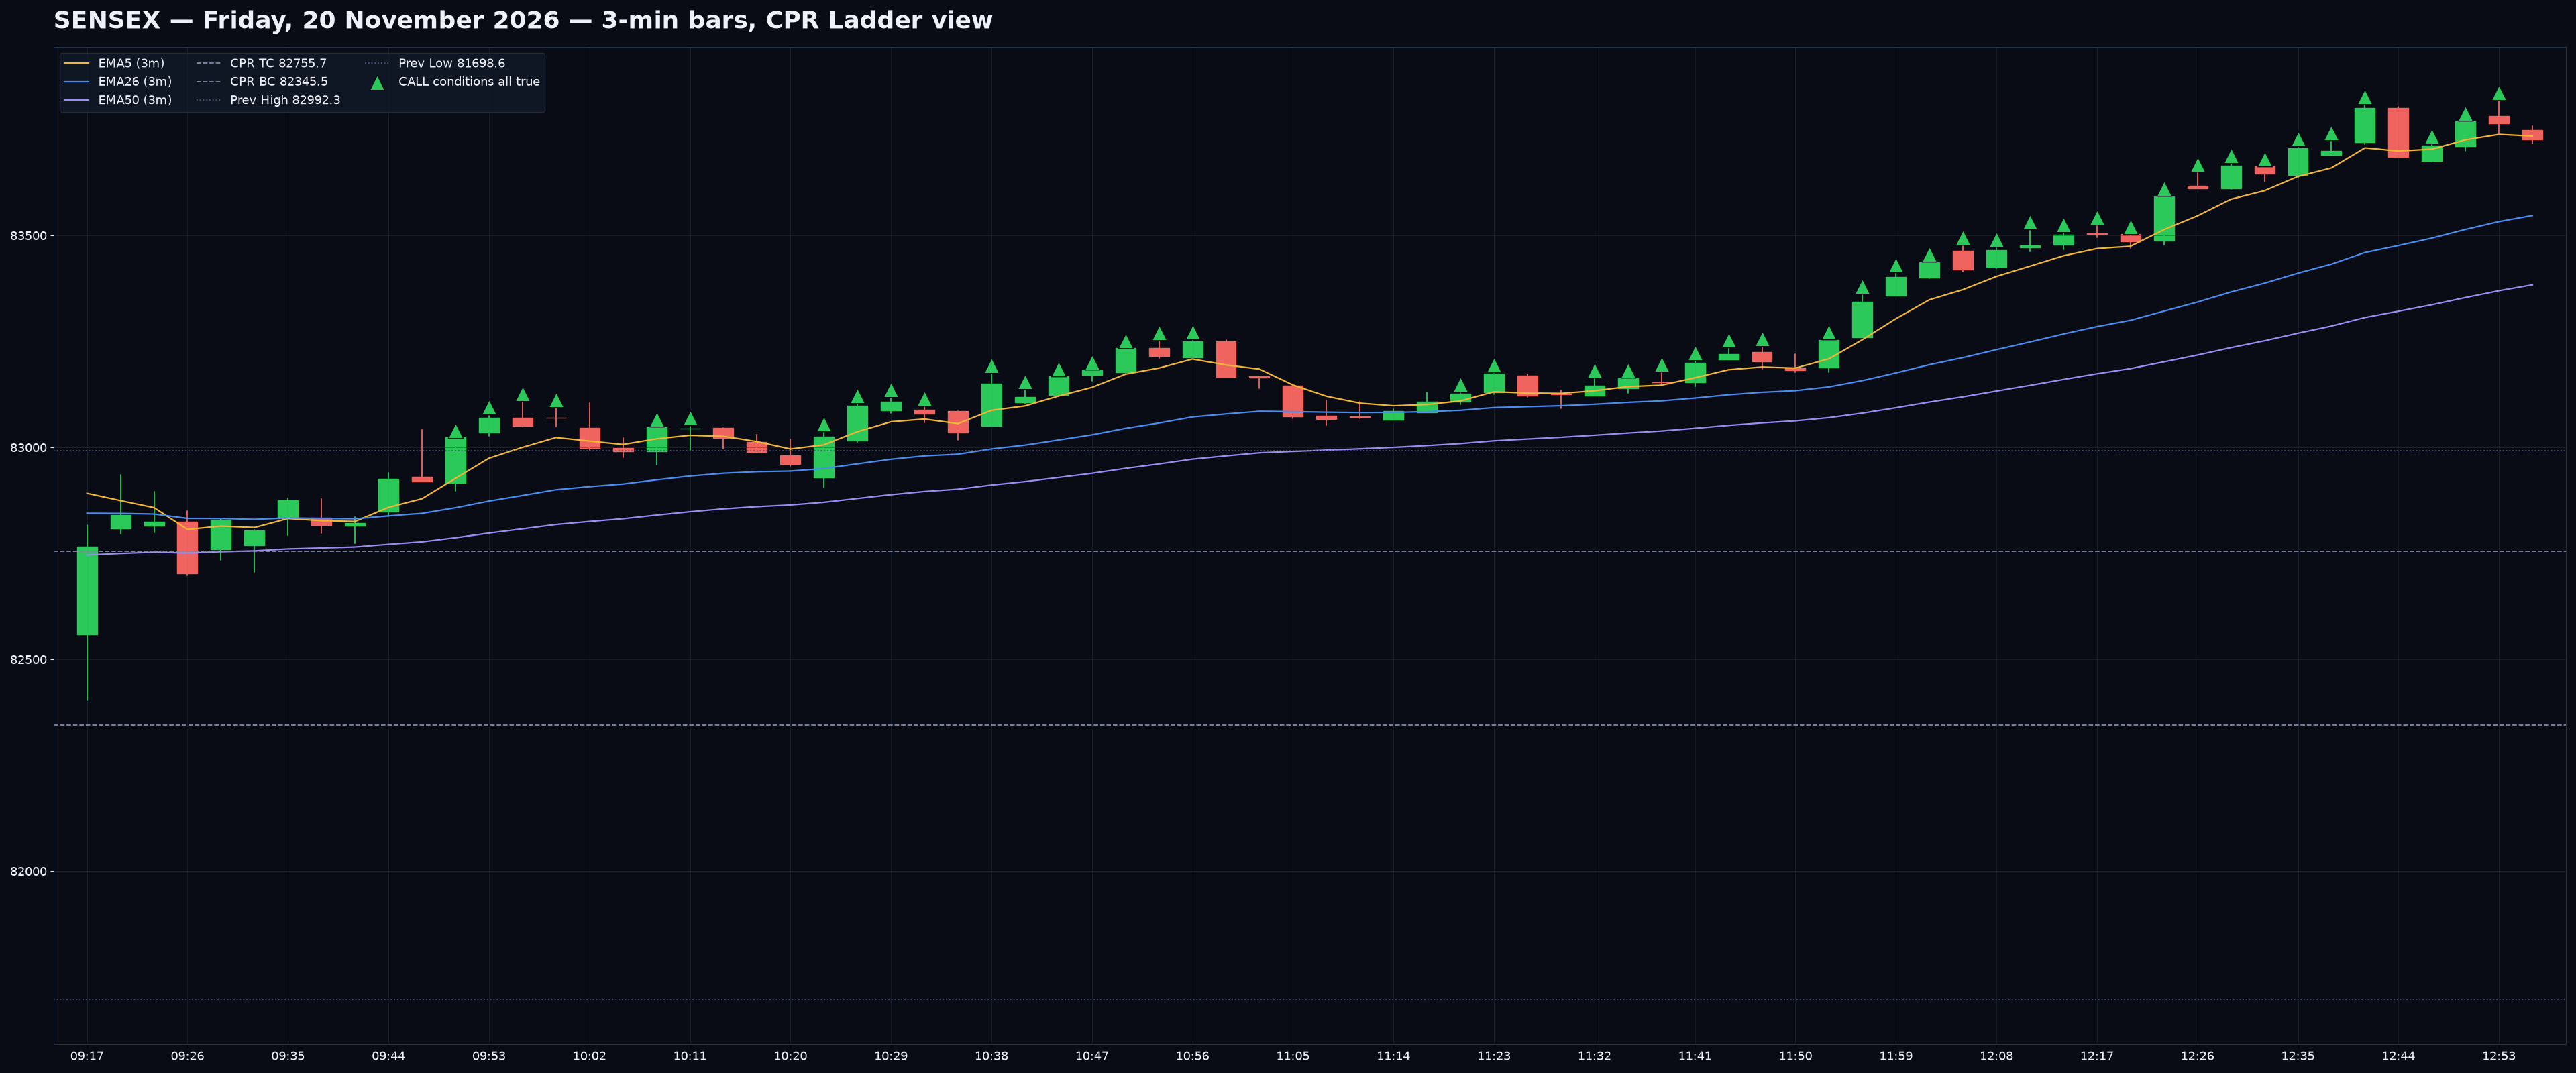 SENSEX — Friday, 20 November 2026 — 3-min bars, CPR Ladder view
EMA5 (3m)
EMA26 (3m)
EMA50 (3m)
CPR TC 82755.7
CPR BC 82345.5
Prev High 82992.3
Prev Low 81698.6
CALL conditions all true
83500
83000
82500
82000
09:17 09:26 09:35 09:44 09:53 10:02 10:11 10:20 10:29 10:38 10:47 10:56 11:05 11:14 11:23 11:32 11:41 11:50 11:59 12:08 12:17 12:26 12:35 12:44 12:53